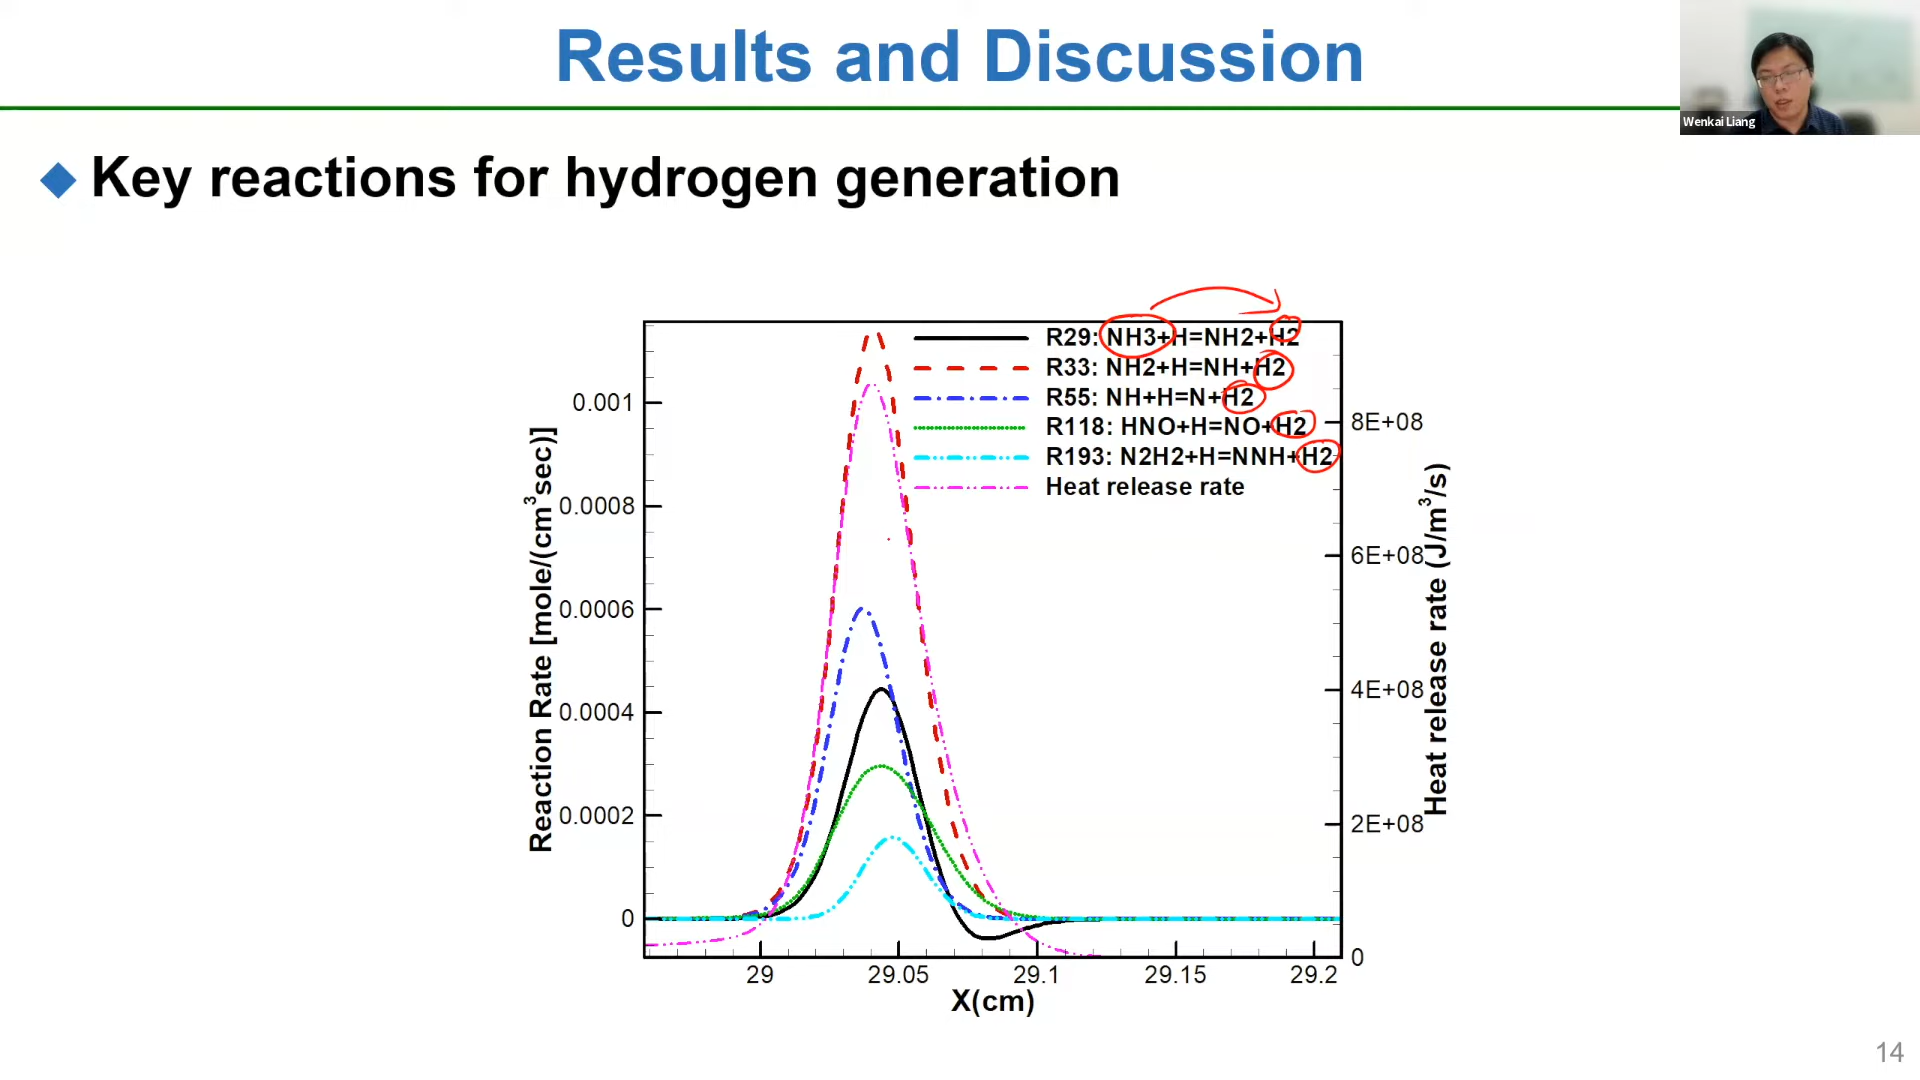 Results and Discussion
Wenkai Liang
Key reactions for hydrogen generation
R29: NH3+H=NH2+H2
R33: NH2+H=NH+H2
R55: NH+H=N+H2
R118: HNO+H=NO+H2
R193: N2H2+H=NNH+H2
Heat release rate
Reaction Rate [mole/(cm³sec)]
0.001
0.0008
0.0006
0.0004
0.0002
0
8E+08
6E+08
4E+08
2E+08
0
Heat release rate (J/m³/s)
29
29.05
29.1
29.15
29.2
X(cm)
14